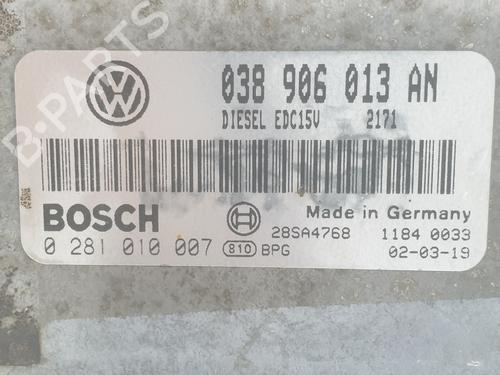 038 906 013 AN
DIESEL EDC15V 2171
BOSCH
Made in Germany
28SA4768 1184 0033
0 281 010 007 810 BPG 02-03-19
B-PARTS